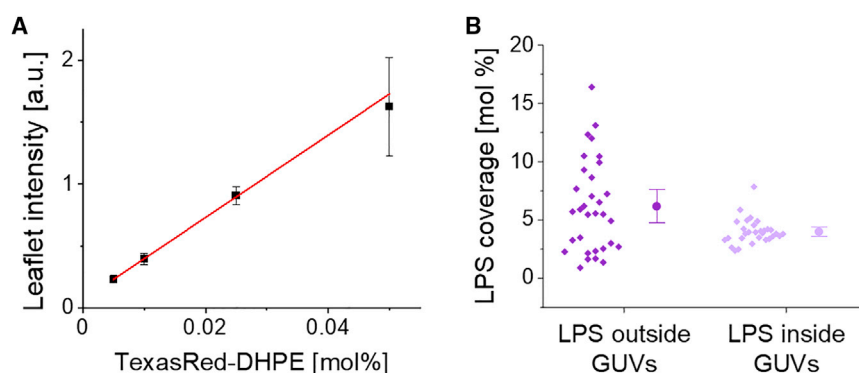 A
Leaflet intensity [a.u.]
2
1
0
0
0.02
0.04
TexasRed-DHPE [mol%]
B
LPS coverage [mol %]
20
15
10
5
0
LPS outside
GUVs
LPS inside
GUVs